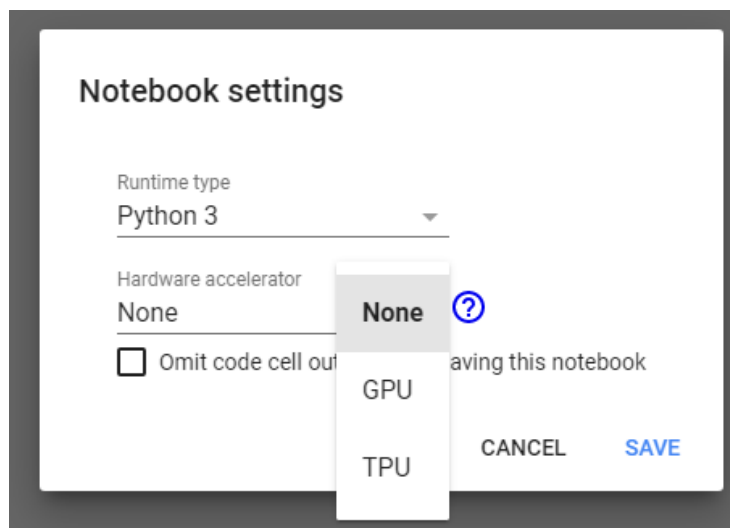 Notebook settings
Runtime type
Python 3
Hardware accelerator
None
None
Omit code cell out aving this notebook
GPU
TPU
CANCEL SAVE